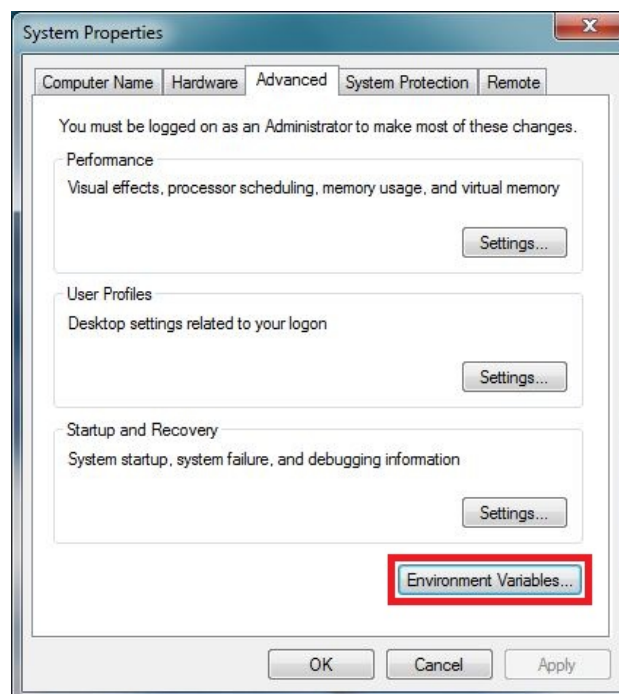 System Properties
Computer Name Hardware Advanced System Protection Remote
You must be logged on as an Administrator to make most of these changes.
Performance
Visual effects, processor scheduling, memory usage, and virtual memory
Settings...
User Profiles
Desktop settings related to your logon
Settings...
Startup and Recovery
System startup, system failure, and debugging information
Settings...
Environment Variables...
OK Cancel Apply